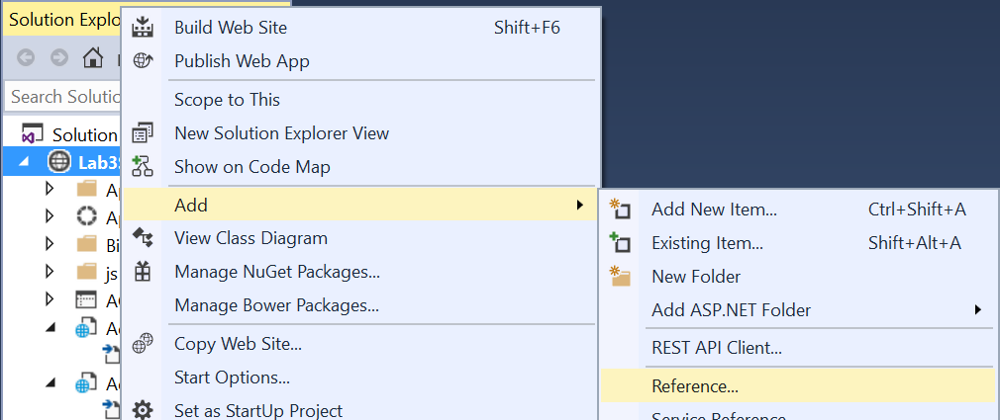 Solution Explo
Build Web Site Shift+F6
Publish Web App
Search Solutio
Scope to This
New Solution Explorer View
Solution
Show on Code Map
Lab3S
Add
Add New Item... Ctrl+Shift+A
View Class Diagram
Existing Item... Shift+Alt+A
Bi
Manage NuGet Packages...
New Folder
js
Manage Bower Packages...
Add ASP.NET Folder
Copy Web Site...
REST API Client...
Start Options...
Reference...
Set as StartUp Project
Service Reference